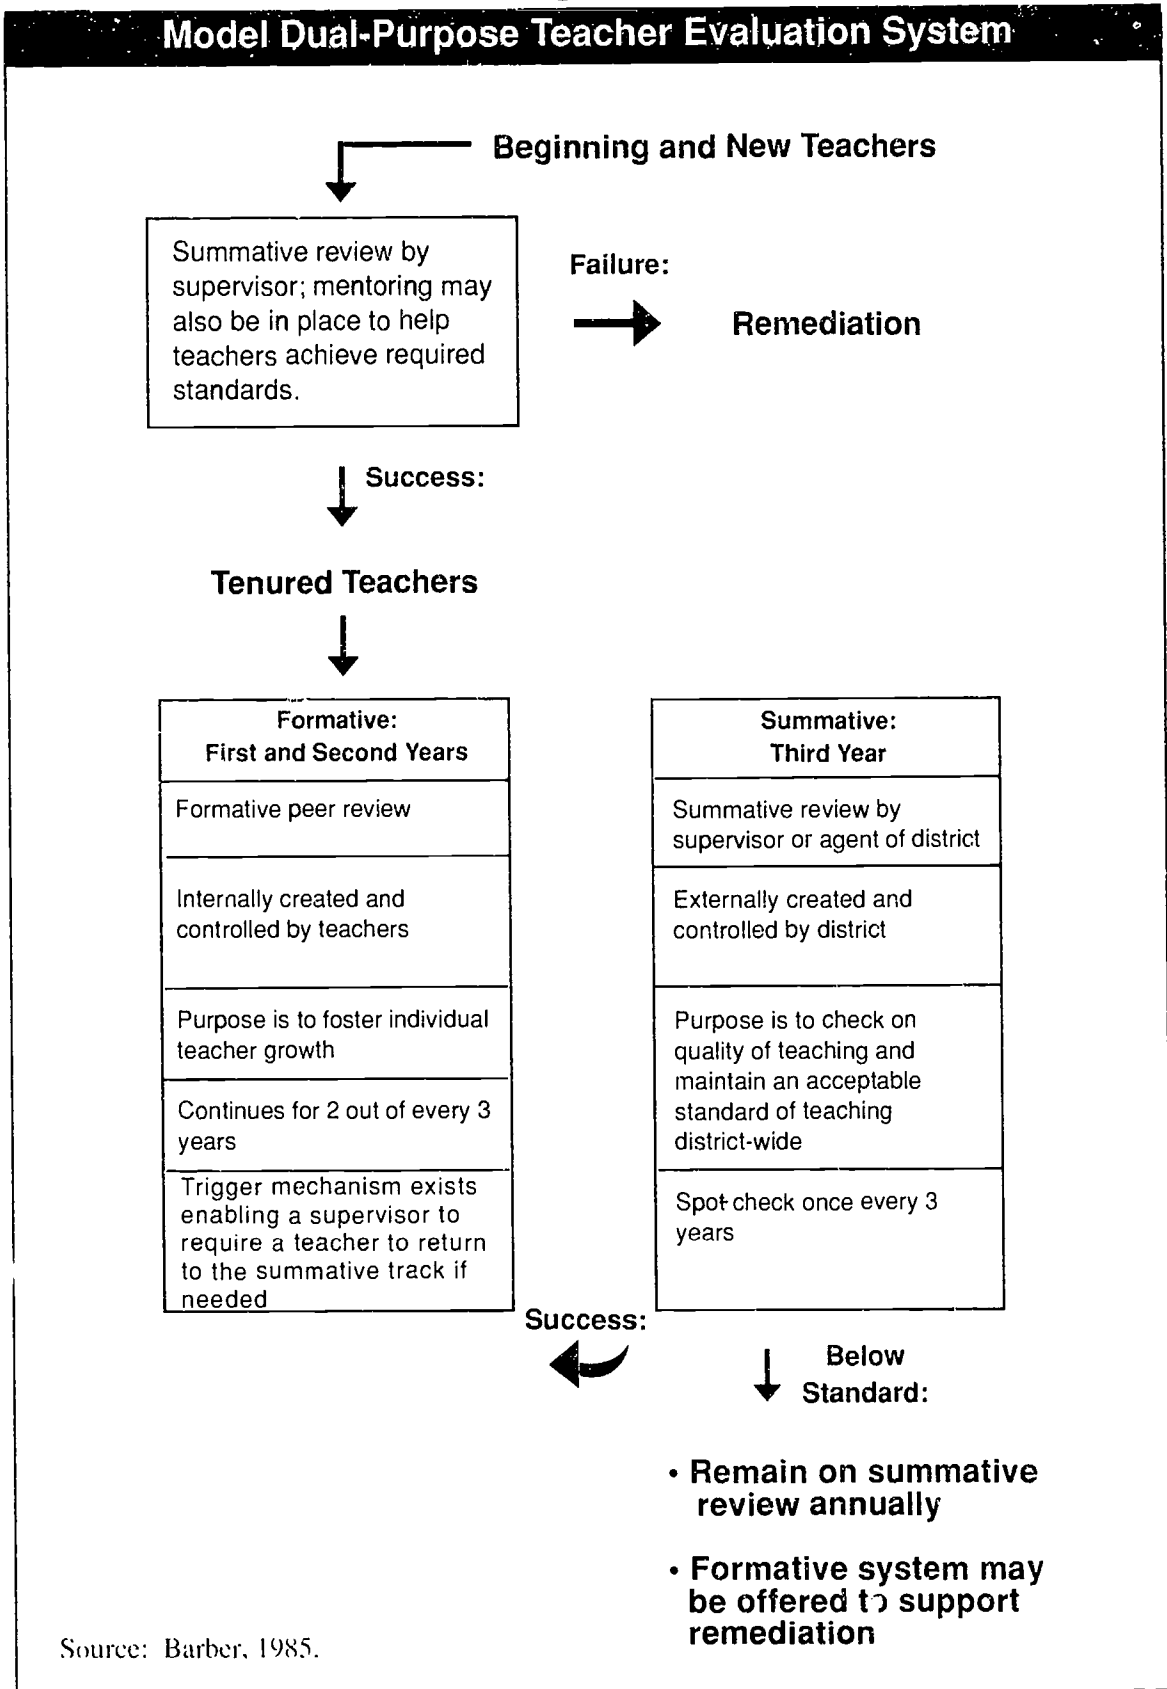 Model Dual-Purpose Teacher Evaluation System
Beginning and New Teachers
Summative review by
supervisor; mentoring may
also be in place to help
teachers achieve required
standards.
Failure:
Remediation
Success:
Tenured Teachers
Formative:
First and Second Years
Formative peer review
Internally created and
controlled by teachers
Purpose is to foster individual
teacher growth
Continues for 2 out of every 3
years
Trigger mechanism exists
enabling a supervisor to
require a teacher to return
to the summative track if
needed
Summative:
Third Year
Summative review by
supervisor or agent of district
Externally created and
controlled by district
Purpose is to check on
quality of teaching and
maintain an acceptable
standard of teaching
district-wide
Spot-check once every 3
years
Success:
Below
Standard:
• Remain on summative
review annually
• Formative system may
be offered to support
remediation
Source: Barber, 1985.